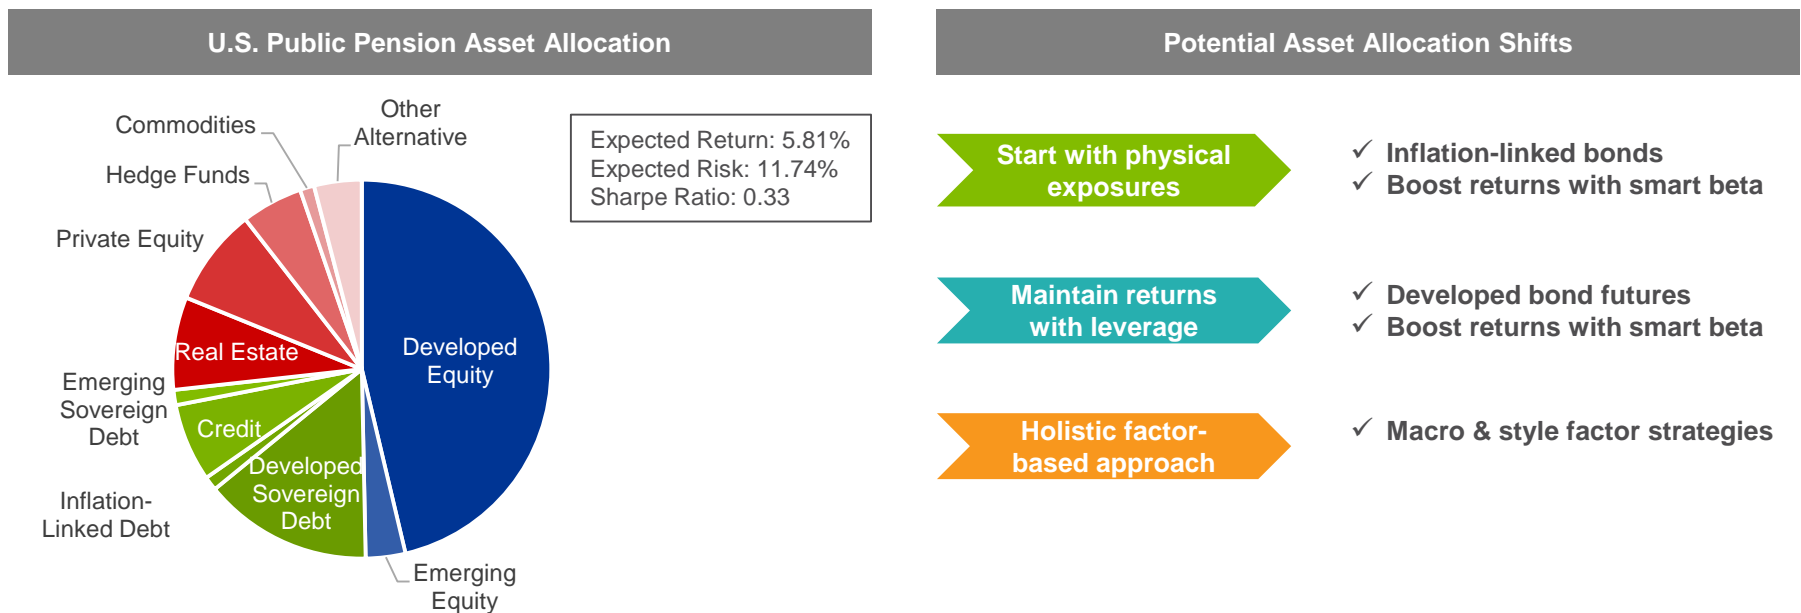 U.S. Public Pension Asset Allocation
Other
Alternative
Commodities
Hedge Funds
Private Equity
Real Estate
Emerging
Sovereign
Debt
Credit
Inflation-
Linked Debt
Developed
Sovereign
Debt
Emerging
Equity
Developed
Equity
Expected Return: 5.81%
Expected Risk: 11.74%
Sharpe Ratio: 0.33
Potential Asset Allocation Shifts
Start with physical
exposures
✓ Inflation-linked bonds
✓ Boost returns with smart beta
Maintain returns
with leverage
✓ Developed bond futures
✓ Boost returns with smart beta
Holistic factor-
based approach
✓ Macro & style factor strategies